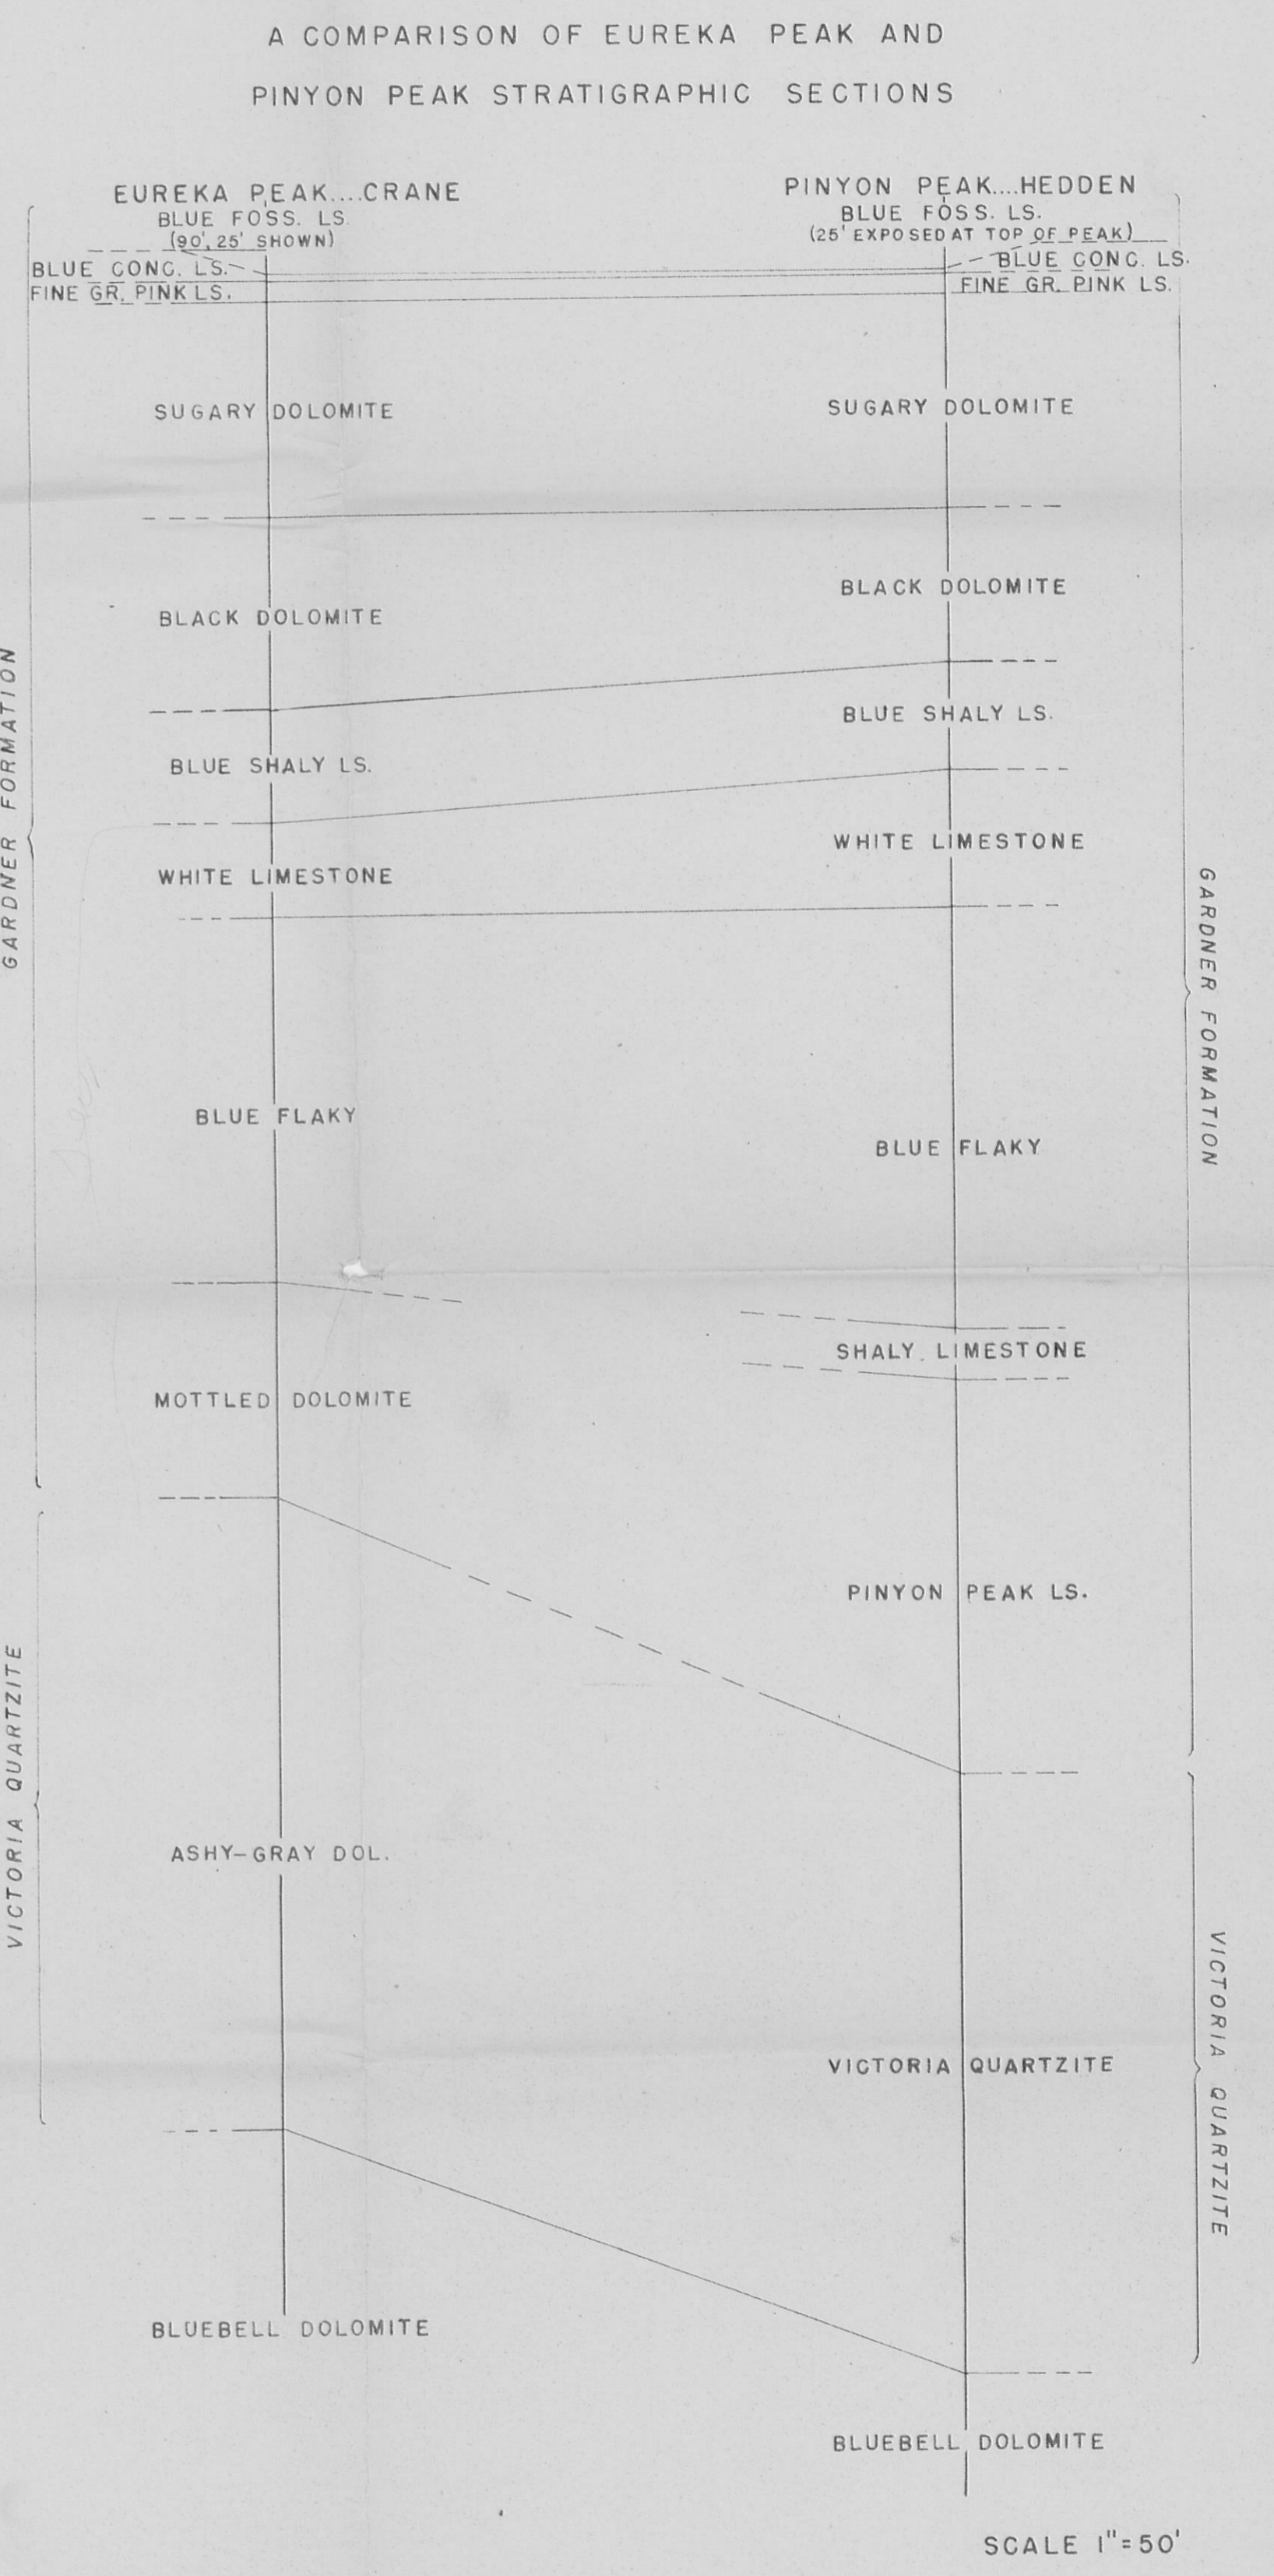 A COMPARISON OF EUREKA PEAK AND
PINYON PEAK STRATIGRAPHIC SECTIONS
EUREKA PEAK....CRANE
BLUE FOSS. LS.
(90', 25' SHOWN)
BLUE CONG. LS.
FINE GR. PINK LS.
SUGARY DOLOMITE
BLACK DOLOMITE
BLUE SHALY LS.
WHITE LIMESTONE
BLUE FLAKY
MOTTLED DOLOMITE
ASHY-GRAY DOL.
BLUEBELL DOLOMITE
GARDNER FORMATION
VICTORIA QUARTZITE
PINYON PEAK....HEDDEN
BLUE FOSS. LS.
(25' EXPOSED AT TOP OF PEAK)
BLUE CONG. LS.
FINE GR. PINK LS.
SUGARY DOLOMITE
BLACK DOLOMITE
BLUE SHALY LS.
WHITE LIMESTONE
BLUE FLAKY
SHALY LIMESTONE
PINYON PEAK LS.
VICTORIA QUARTZITE
BLUEBELL DOLOMITE
GARDNER FORMATION
VICTORIA QUARTZITE
SCALE 1"=50'